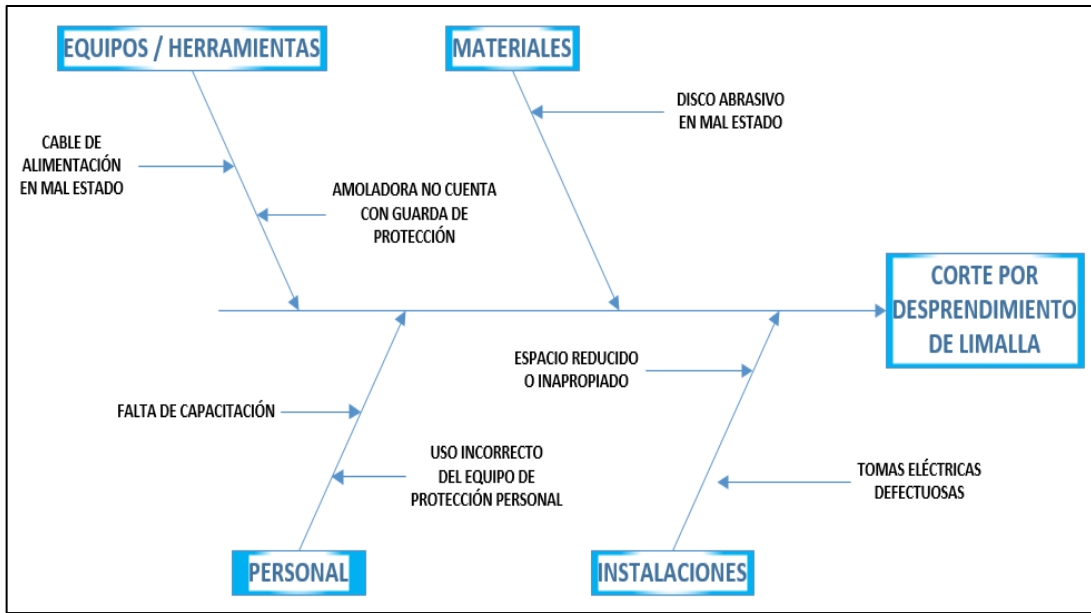 EQUIPOS / HERRAMIENTAS
MATERIALES
DISCO ABRASIVO
EN MAL ESTADO
CABLE DE
ALIMENTACIÓN
EN MAL ESTADO
AMOLADORA NO CUENTA
CON GUARDA DE
PROTECCIÓN
CORTE POR
DESPRENDIMIENTO
DE LIMALLA
ESPACIO REDUCIDO
O INAPROPIADO
FALTA DE CAPACITACIÓN
USO INCORRECTO
DEL EQUIPO DE
PROTECCIÓN PERSONAL
TOMAS ELÉCTRICAS
DEFECTUOSAS
PERSONAL
INSTALACIONES